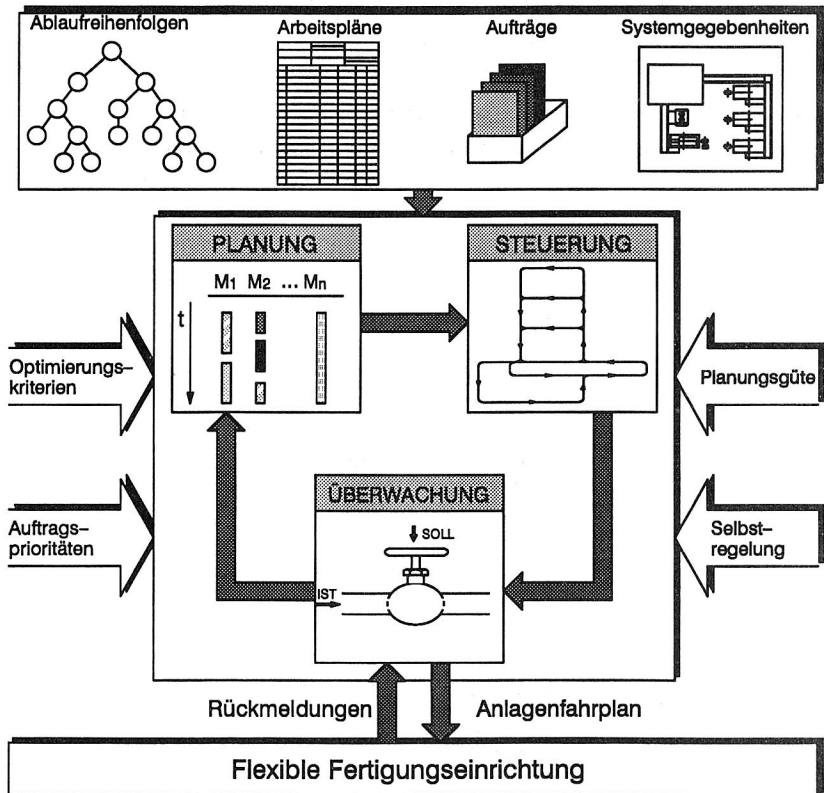 Ablaufreihenfolgen
Arbeitspläne
Aufträge
Systemgegebenheiten
PLANUNG
M1 M2 ... Mn
t
STEUERUNG
Optimierungs-
kriterien
Planungsgüte
ÜBERWACHUNG
SOLL
IST
Auftrags-
prioritäten
Selbst-
regelung
Rückmeldungen
Anlagenfahrplan
Flexible Fertigungseinrichtung